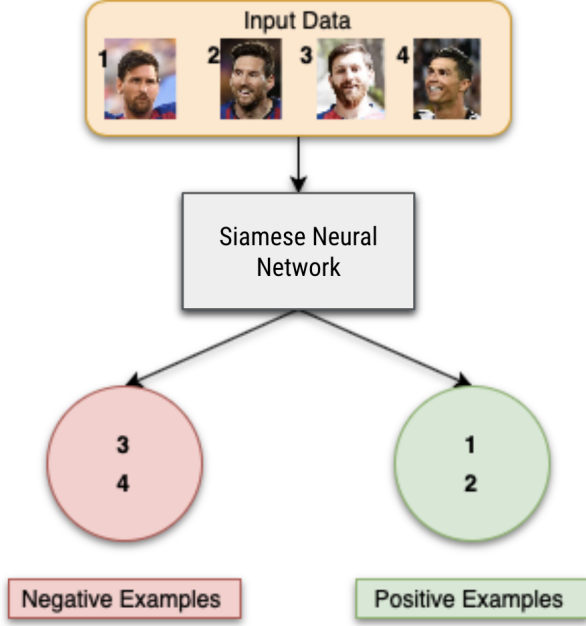 Input Data
1 2 3 4
Siamese Neural
Network
3
4
1
2
Negative Examples
Positive Examples